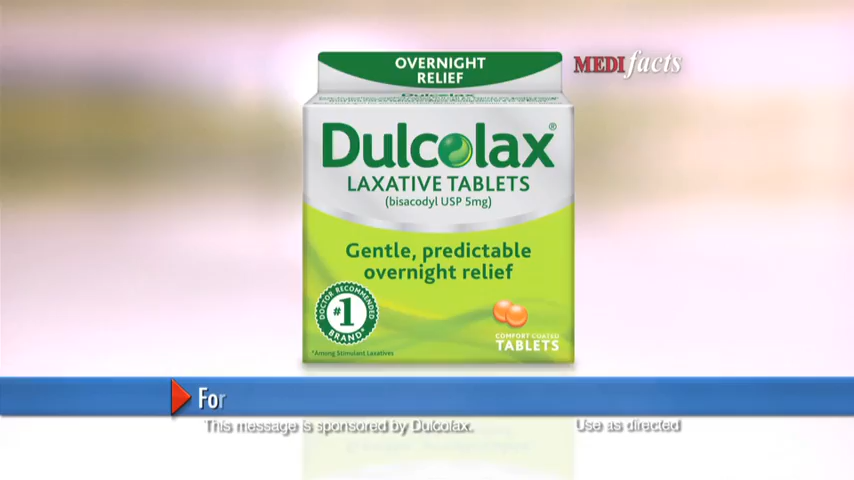 OVERNIGHT
RELIEF
MEDIfacts
Dulcolax®
LAXATIVE TABLETS
(bisacodyl USP 5mg)
Gentle, predictable
overnight relief
DOCTOR RECOMMENDED
#1
BRAND*
COMFORT COATED
TABLETS
*Among Stimulant Laxatives
For
This message is sponsored by Dulcolax.
Use as directed